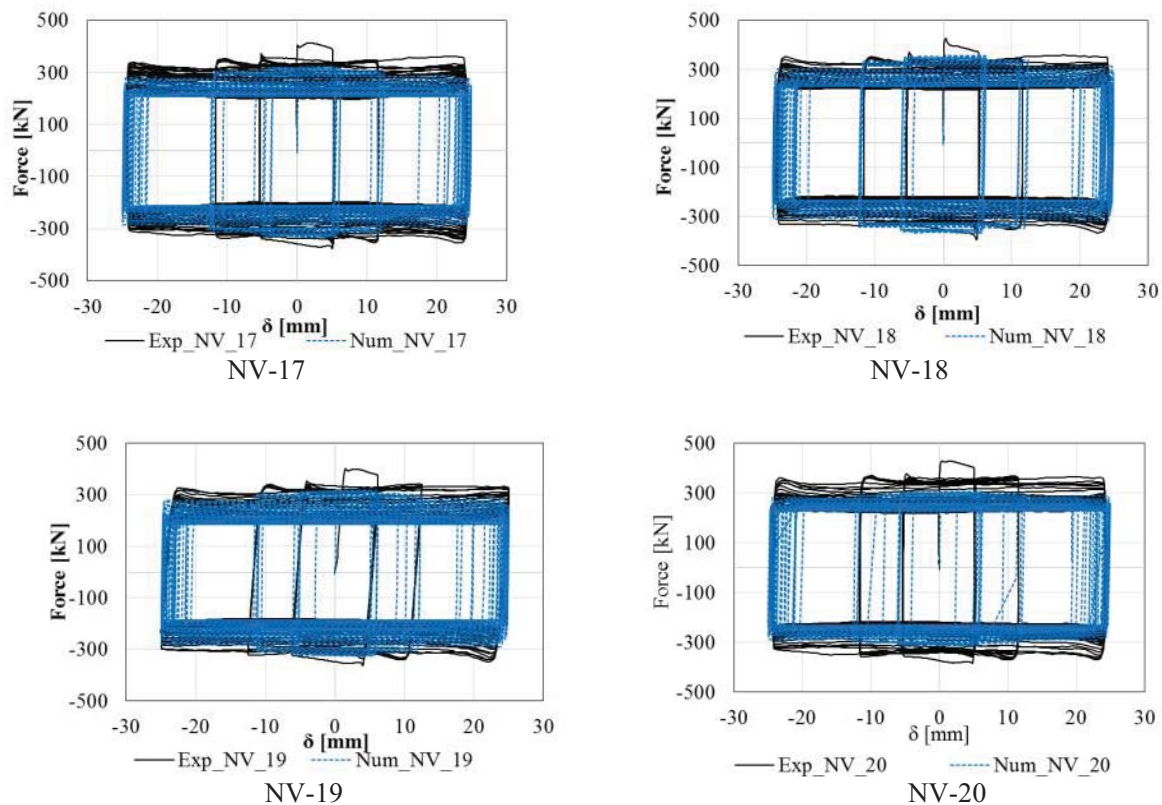 500
300
100
-100
-300
-500
Force [kN]
-30 -20 -10 0 10 20 30
δ [mm]
Exp_NV_17 Num_NV_17
NV-17
500
300
100
-100
-300
-500
Force [kN]
-30 -20 -10 0 10 20 30
δ [mm]
Exp_NV_18 Num_NV_18
NV-18
500
300
100
-100
-300
-500
Force [kN]
-30 -20 -10 0 10 20 30
δ [mm]
Exp_NV_19 Num_NV_19
NV-19
500
300
100
-100
-300
-500
Force [kN]
-30 -20 -10 0 10 20 30
δ [mm]
Exp_NV_20 Num_NV_20
NV-20